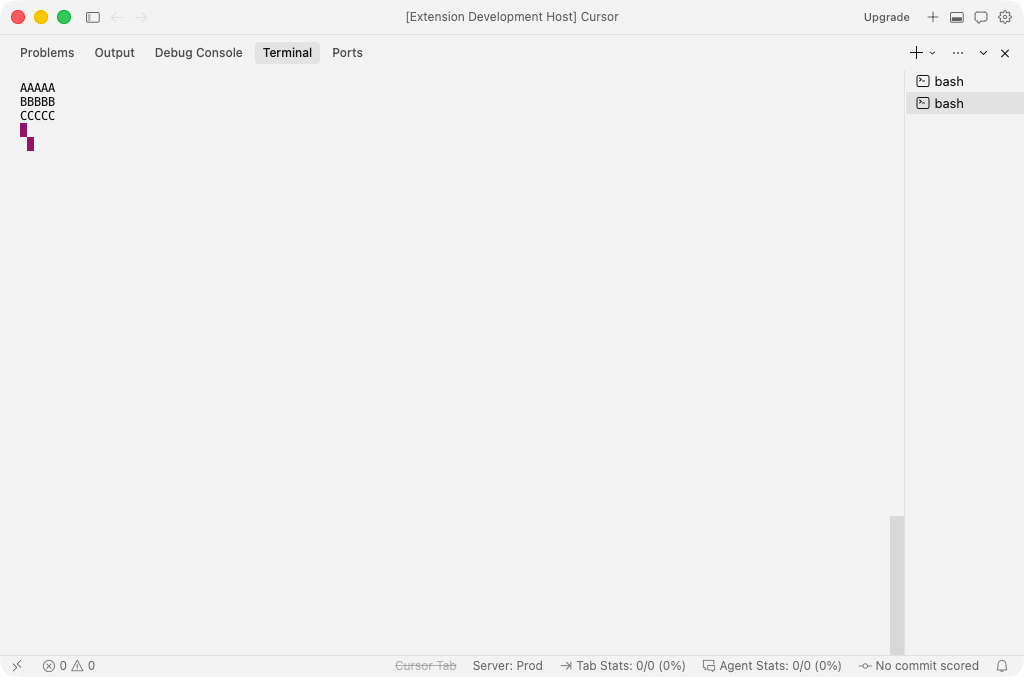 [Extension Development Host] Cursor
Upgrade
Problems Output Debug Console Terminal Ports
AAAAA
BBBBB
CCCCC
bash
bash
0 0 Cursor Tab Server: Prod Tab Stats: 0/0 (0%) Agent Stats: 0/0 (0%) No commit scored